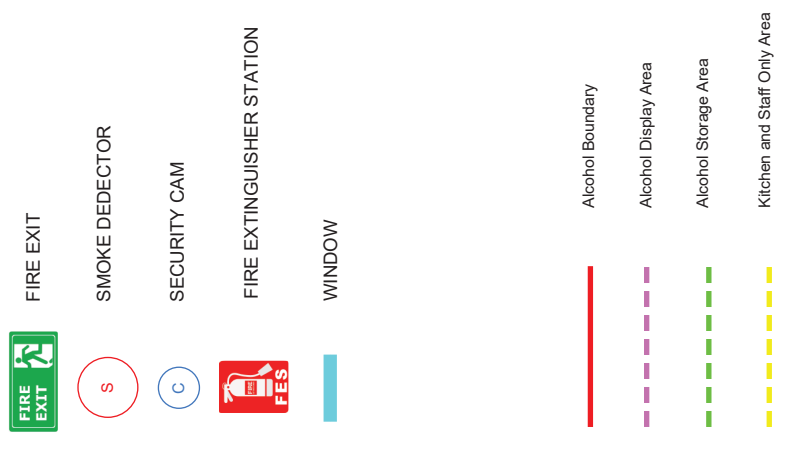 FIRE
EXIT
FIRE EXIT
S
SMOKE DEDECTOR
C
SECURITY CAM
FES
FIRE EXTINGUISHER STATION
WINDOW
Alcohol Boundary
Alcohol Display Area
Alcohol Storage Area
Kitchen and Staff Only Area